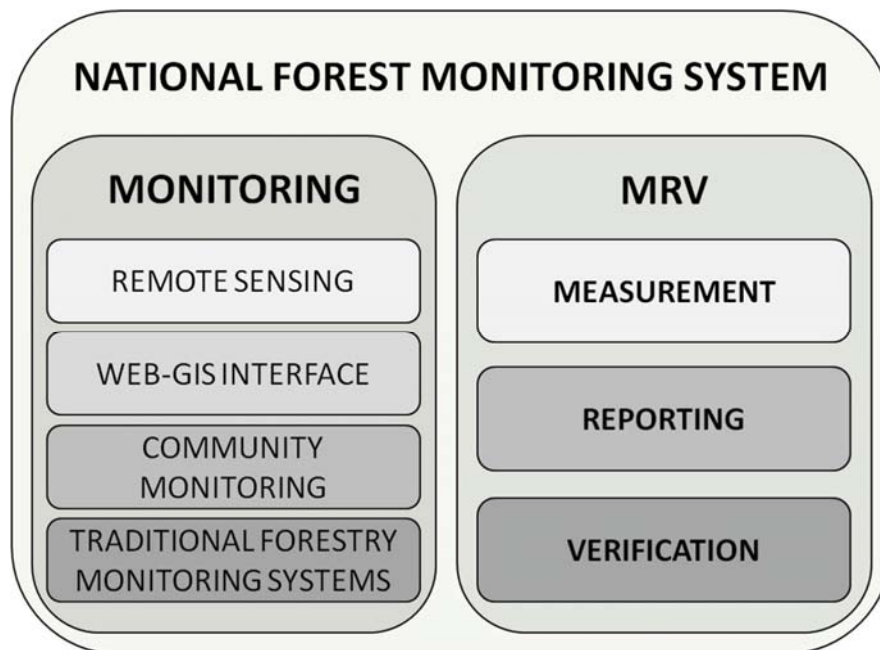 NATIONAL FOREST MONITORING SYSTEM
MONITORING
REMOTE SENSING
WEB-GIS INTERFACE
COMMUNITY
MONITORING
TRADITIONAL FORESTRY
MONITORING SYSTEMS
MRV
MEASUREMENT
REPORTING
VERIFICATION